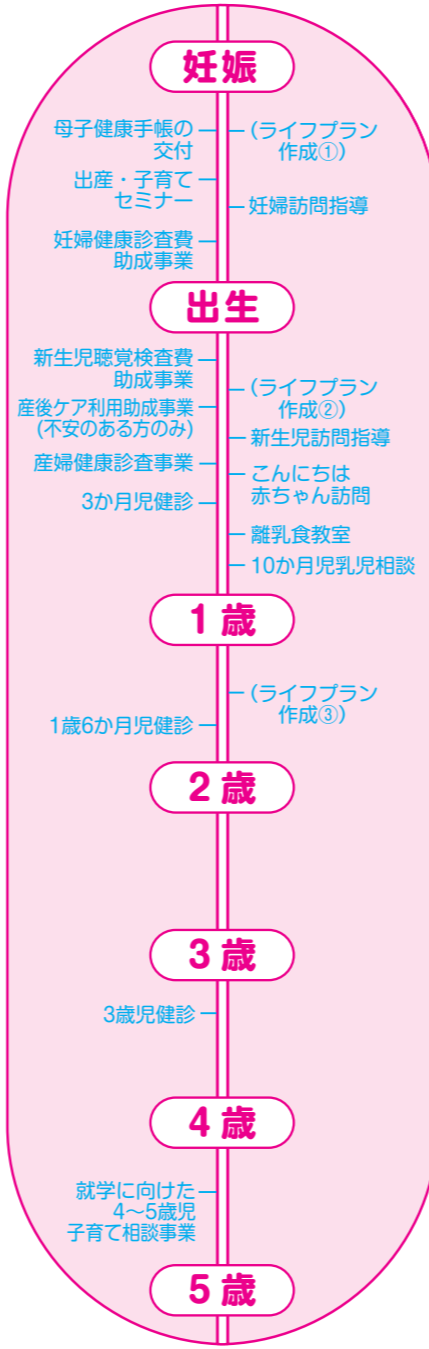 妊娠
母子健康手帳の
交付
(ライフプラン
作成①)
出産・子育て
セミナー
妊婦訪問指導
妊婦健康診査費
助成事業
出生
新生児聴覚検査費
助成事業
(ライフプラン
作成②)
産後ケア利用助成事業
(不安のある方のみ)
新生児訪問指導
産婦健康診査事業
こんにちは
赤ちゃん訪問
3か月児健診
離乳食教室
10か月児乳児相談
1歳
(ライフプラン
作成③)
1歳6か月児健診
2歳
3歳
3歳児健診
4歳
就学に向けた
4〜5歳児
子育て相談事業
5歳